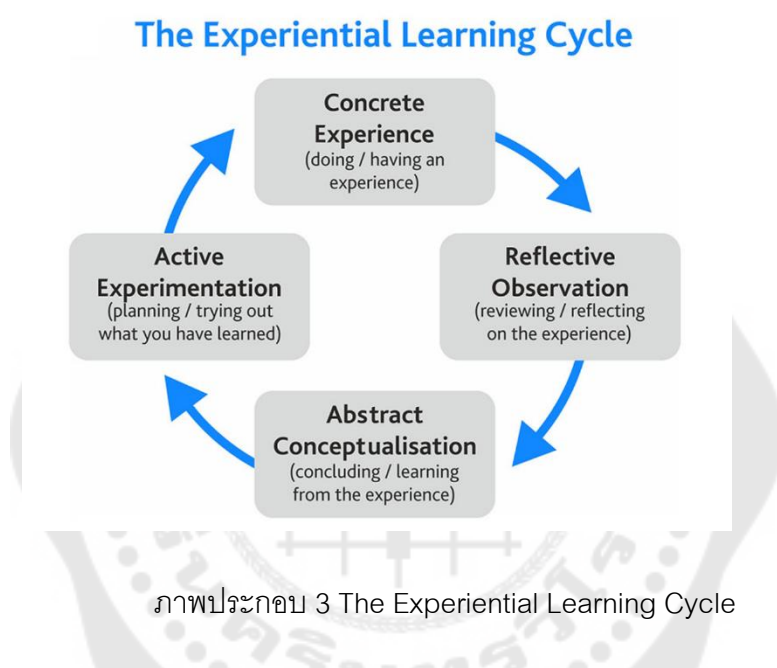 The Experiential Learning Cycle
Concrete
Experience
(doing / having an
experience)
Reflective
Observation
(reviewing / reflecting
on the experience)
Abstract
Conceptualisation
(concluding / learning
from the experience)
Active
Experimentation
(planning / trying out
what you have learned)
ภาพประกอบ 3 The Experiential Learning Cycle